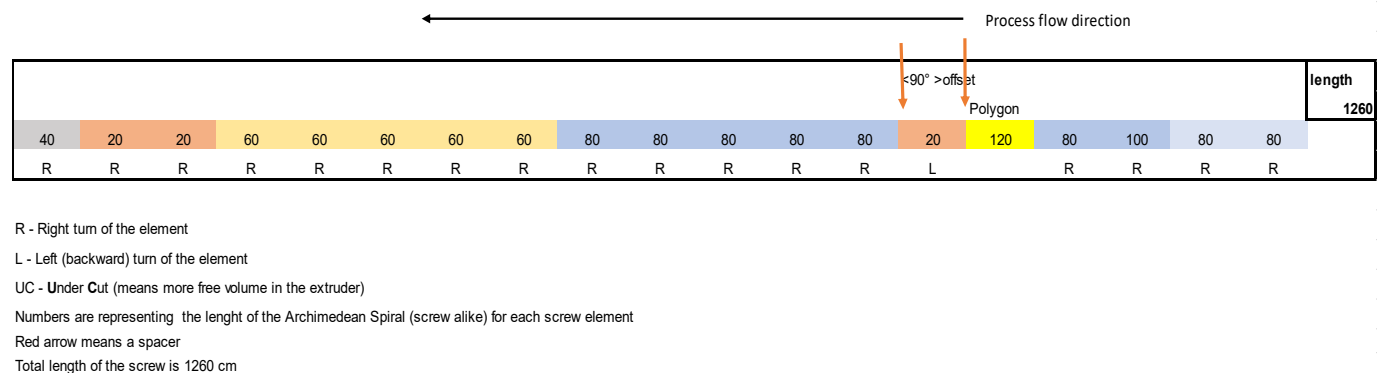 Process flow direction
<90° >offset length
Polygon 1260
40 20 20 60 60 60 60 60 80 80 80 80 80 20 120 80 100 80 80
R R R R R R R R R R R R R L R R R R
R - Right turn of the element
L - Left (backward) turn of the element
UC - Under Cut (means more free volume in the extruder)
Numbers are representing the lenght of the Archimedean Spiral (screw alike) for each screw element
Red arrow means a spacer
Total length of the screw is 1260 cm